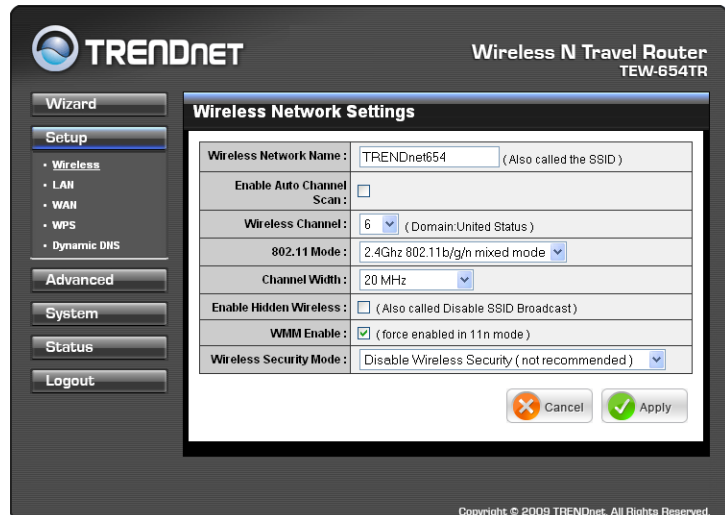 TRENDNET
Wireless N Travel Router
TEW-654TR
Wizard
Setup
• Wireless
• LAN
• WAN
• WPS
• Dynamic DNS
Advanced
System
Status
Logout
Wireless Network Settings
Wireless Network Name : TRENDnet654 ( Also called the SSID )
Enable Auto Channel
Scan :
Wireless Channel : 6 ( Domain:United Status )
802.11 Mode : 2.4Ghz 802.11b/g/n mixed mode
Channel Width : 20 MHz
Enable Hidden Wireless : ( Also called Disable SSID Broadcast )
WMM Enable : ( force enabled in 11n mode )
Wireless Security Mode : Disable Wireless Security ( not recommended )
Cancel Apply
Copyright © 2009 TRENDnet. All Rights Reserved.